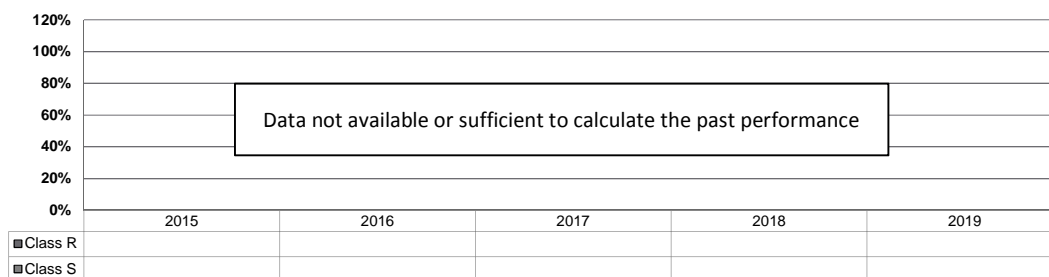 120%
100%
80%
60%
40%
20%
0%
Data not available or sufficient to calculate the past performance
2015 2016 2017 2018 2019
Class R
Class S